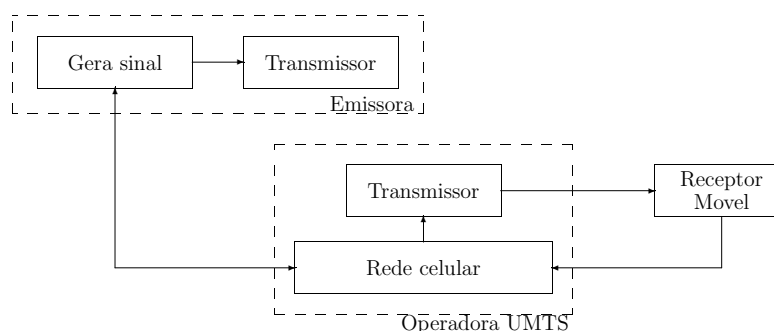 Gera sinal
Transmissor
Emissora
Transmissor
Receptor
Movel
Rede celular
Operadora UMTS